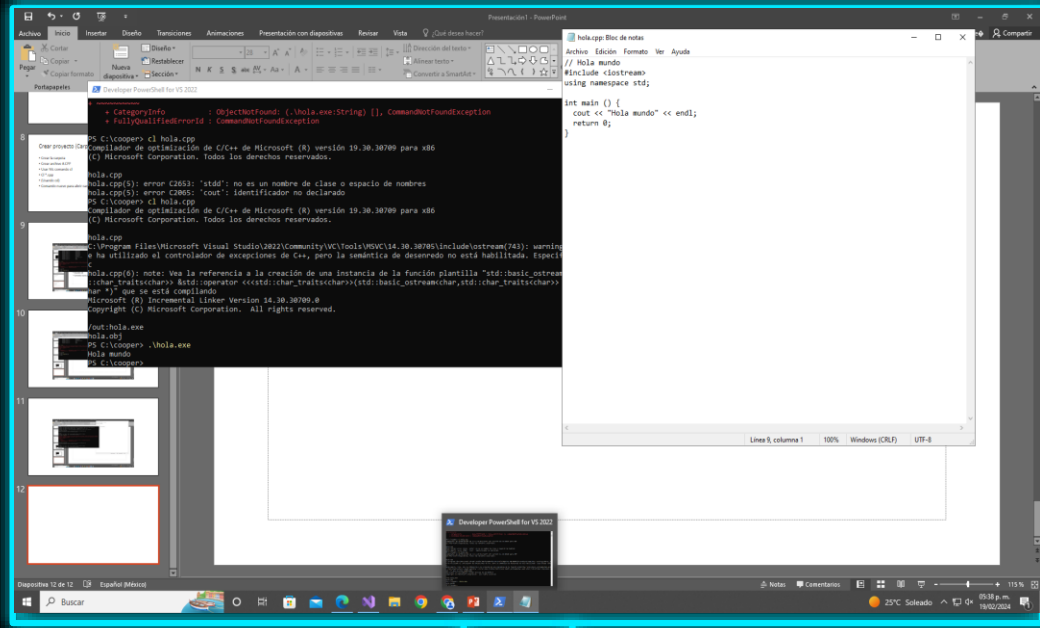 Presentación1 - PowerPoint
Archivo Inicio Insertar Diseño Transiciones Animaciones Presentación con diapositivas Revisar Vista ¿Qué desea hacer?
Compartir
Pegar
Cortar
Copiar
Copiar formato
Portapapeles
Nueva
diapositiva
Diseño
Restablecer
Sección
Dirección del texto
Alinear texto
Convertir a SmartArt
8
Crear proyecto
9
10
11
12
Developer PowerShell for VS 2022
+ CategoryInfo : ObjectNotFound: (.\hola.exe:String) [], CommandNotFoundException
+ FullyQualifiedErrorId : CommandNotFoundException
PS C:\cooper> cl hola.cpp
Compilador de optimización de C/C++ de Microsoft (R) versión 19.30.30709 para x86
(C) Microsoft Corporation. Todos los derechos reservados.
hola.cpp
hola.cpp(5): error C2653: 'stdd': no es un nombre de clase o espacio de nombres
hola.cpp(5): error C2065: 'cout': identificador no declarado
PS C:\cooper> cl hola.cpp
Compilador de optimización de C/C++ de Microsoft (R) versión 19.30.30709 para x86
(C) Microsoft Corporation. Todos los derechos reservados.
hola.cpp
C:\Program Files\Microsoft Visual Studio\2022\Community\VC\Tools\MSVC\14.30.30705\include\ostream(743): warning
e ha utilizado el controlador de excepciones de C++, pero la semántica de desenredo no está habilitada. Especif
c
hola.cpp(6): note: Vea la referencia a la creación de una instancia de la función plantilla "std::basic_ostream
::char_traits<char>> &std::operator <<<std::char_traits<char>>(std::basic_ostream<char,std::char_traits<char>>
har *)" que se está compilando
Microsoft (R) Incremental Linker Version 14.30.30709.0
Copyright (C) Microsoft Corporation. All rights reserved.
/out:hola.exe
hola.obj
PS C:\cooper> .\hola.exe
Hola mundo
PS C:\cooper>
hola.cpp: Bloc de notas
Archivo Edición Formato Ver Ayuda
// Hola mundo
#include <iostream>
using namespace std;
int main () {
cout << "Hola mundo" << endl;
return 0;
}
Línea 9, columna 1 100% Windows (CRLF) UTF-8
Developer PowerShell for VS 2022
Diapositiva 12 de 12 Español (México)
Notas Comentarios 115 %
Buscar
25°C Soleado
05:38 p. m.
19/02/2024